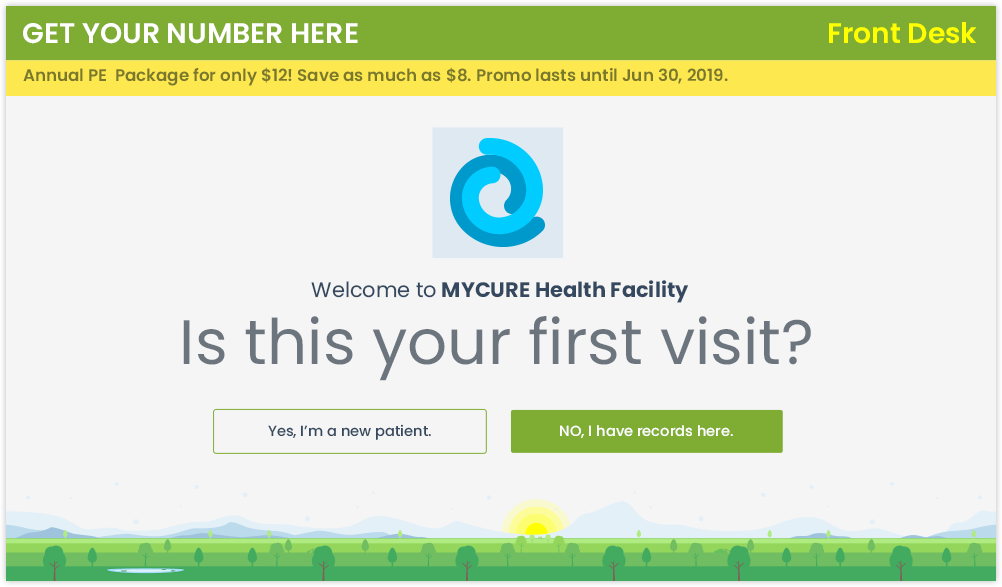 GET YOUR NUMBER HERE
Front Desk
Annual PE  Package for only $12! Save as much as $8. Promo lasts until Jun 30, 2019.
Welcome to MYCURE Health Facility
Is this your first visit?
Yes, I’m a new patient.
NO, I have records here.